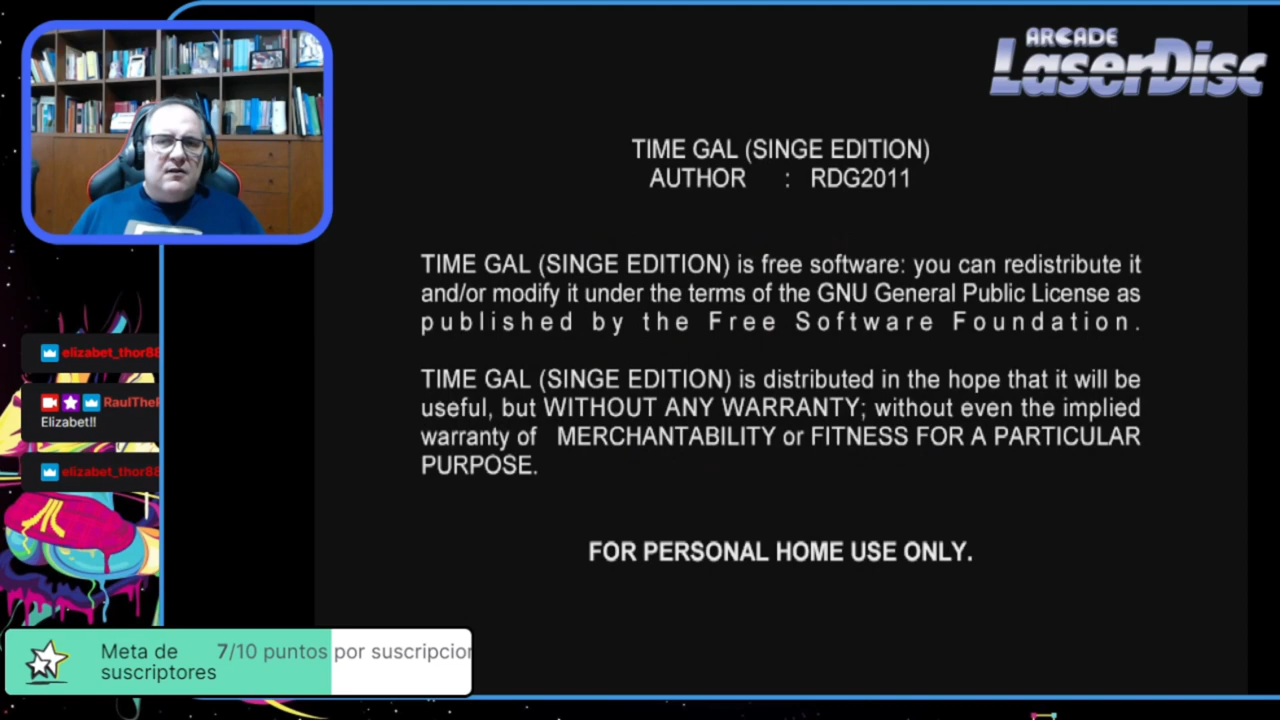 ARCADE
LaserDisc
TIME GAL (SINGE EDITION)
AUTHOR : RDG2011
TIME GAL (SINGE EDITION) is free software: you can redistribute it
and/or modify it under the terms of the GNU General Public License as
published by the Free Software Foundation.
TIME GAL (SINGE EDITION) is distributed in the hope that it will be
useful, but WITHOUT ANY WARRANTY; without even the implied
warranty of MERCHANTABILITY or FITNESS FOR A PARTICULAR
PURPOSE.
FOR PERSONAL HOME USE ONLY.
elizabet_thor88
RaulTheR
Elizabet!!
elizabet_thor88
Meta de
suscriptores
7/10 puntos por suscripcion